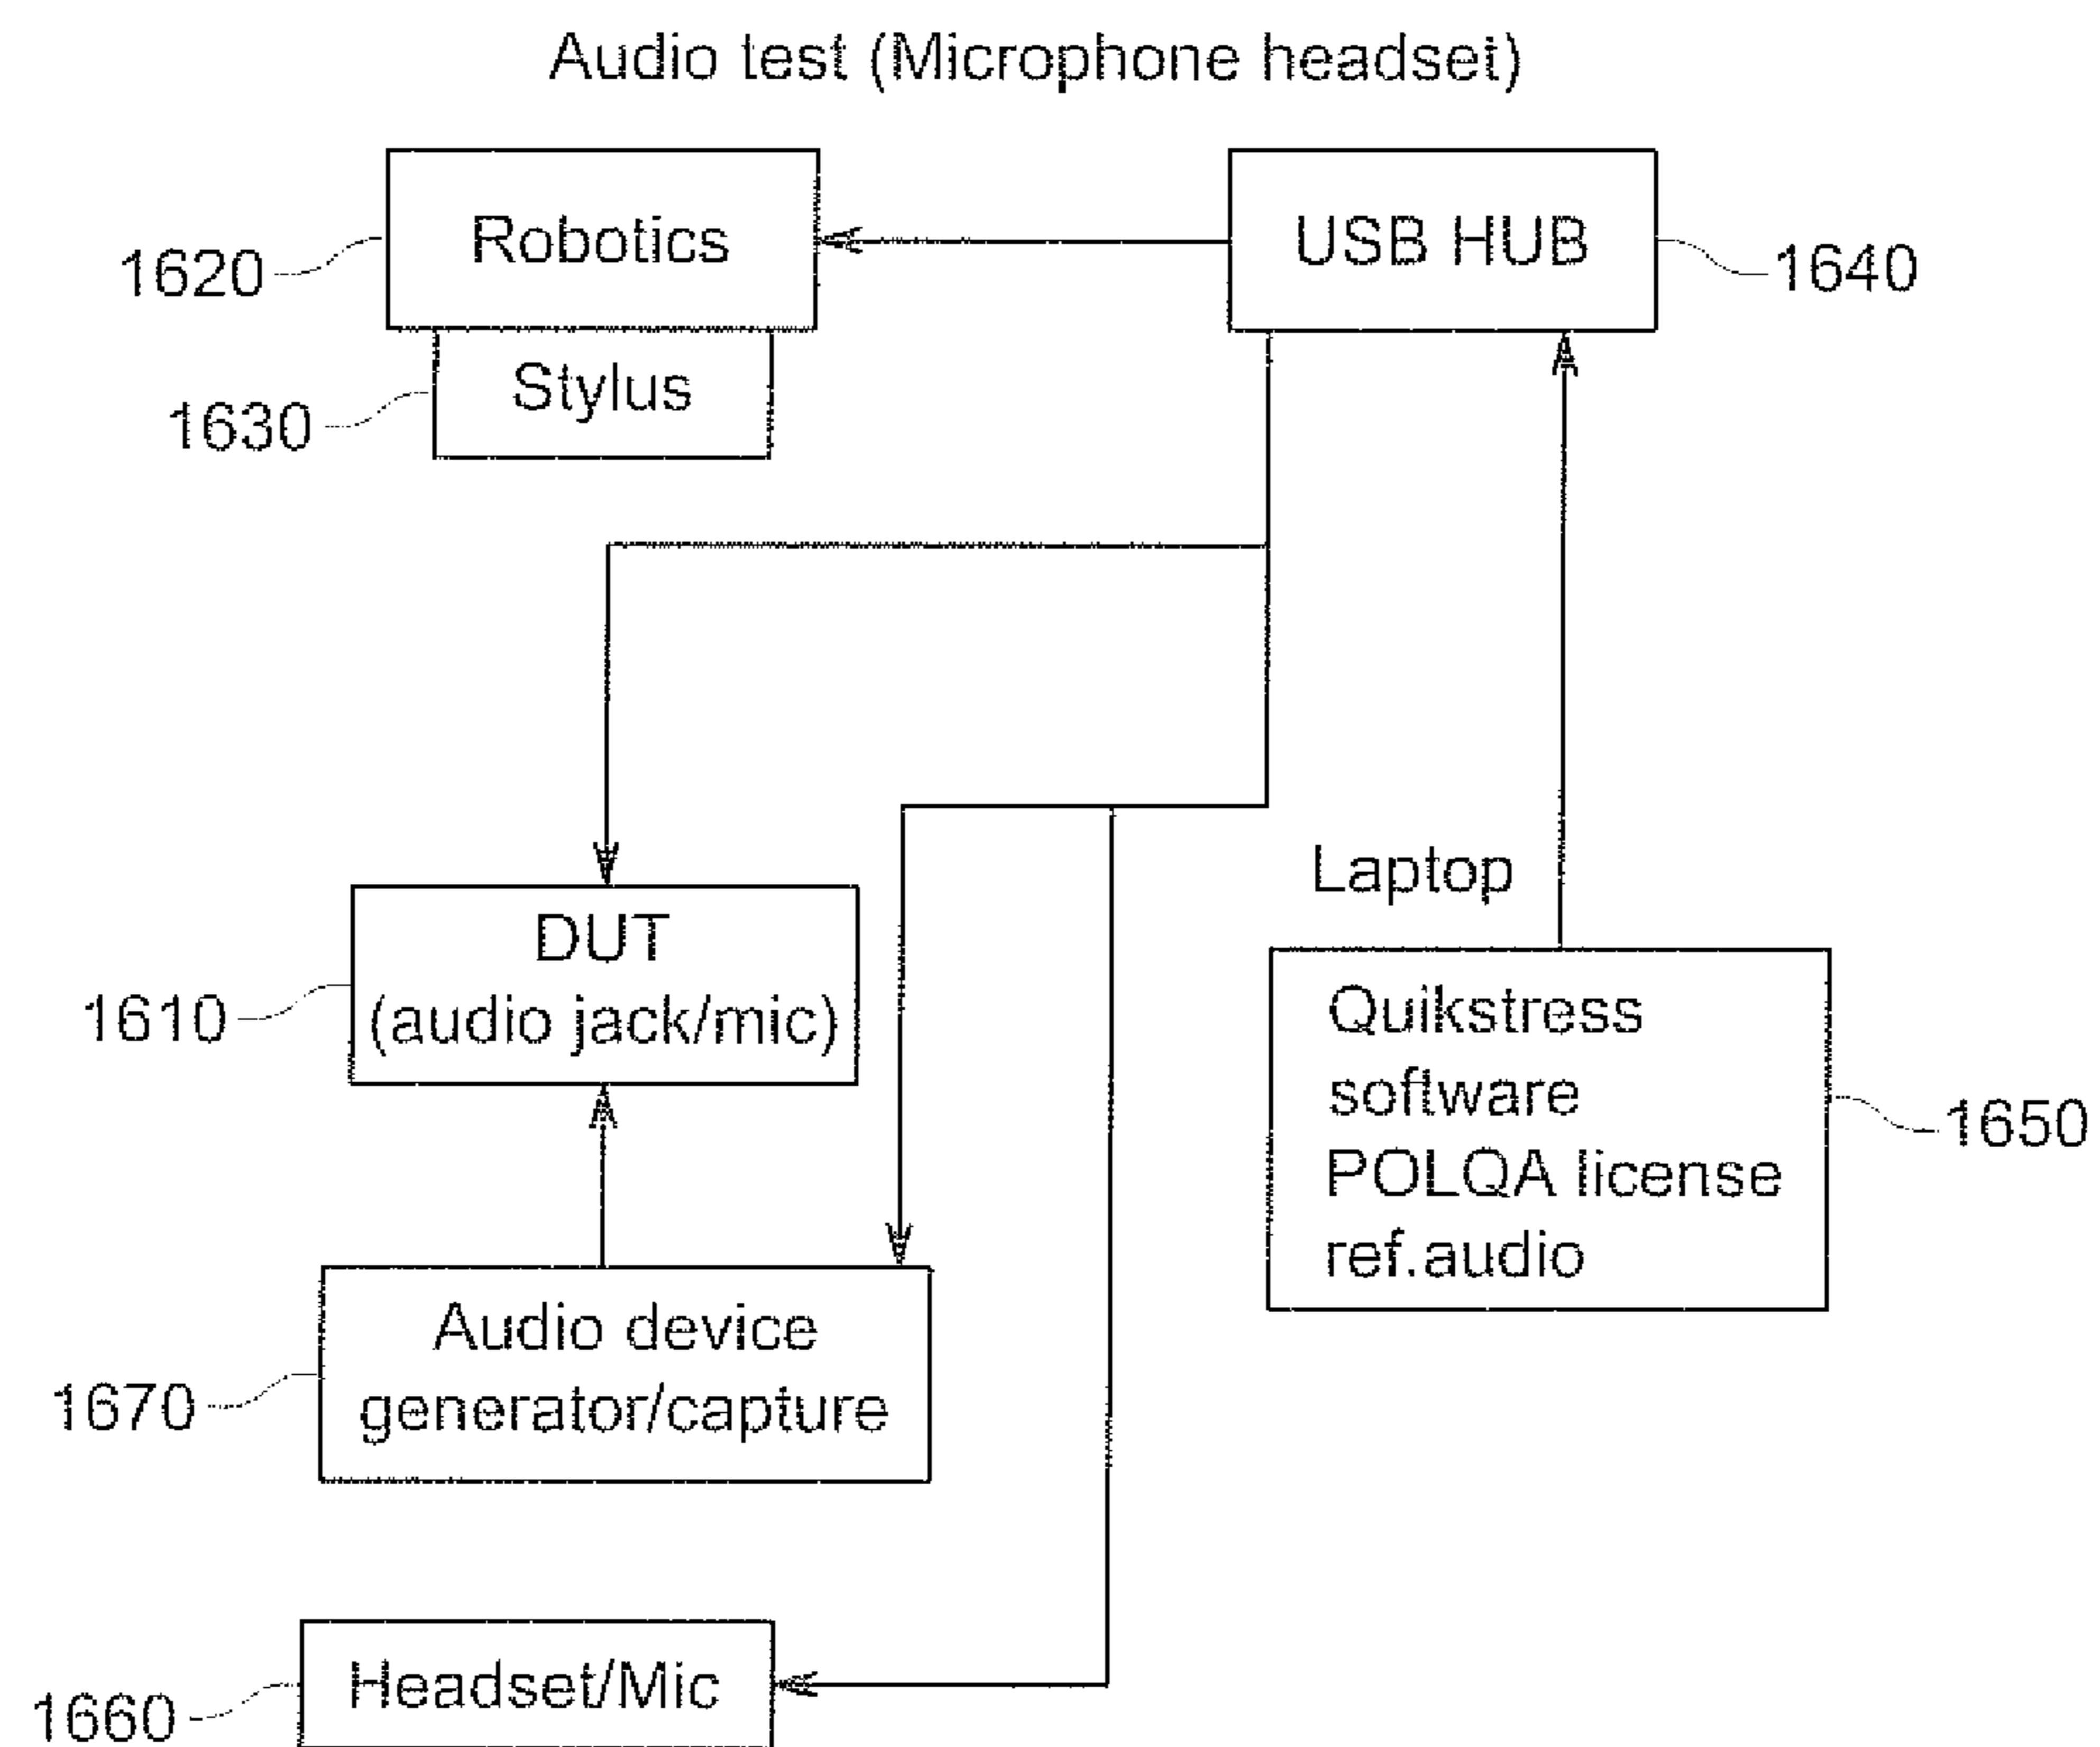 Audio test (Microphone headset)
Robotics
USB HUB
1620
1640
Stylus
1630
Laptop
DUT
(audio jack/mic)
1610
Quikstress
software
POLQA license
ref.audio
1650
Audio device
generator/capture
1670
Headset/Mic
1660